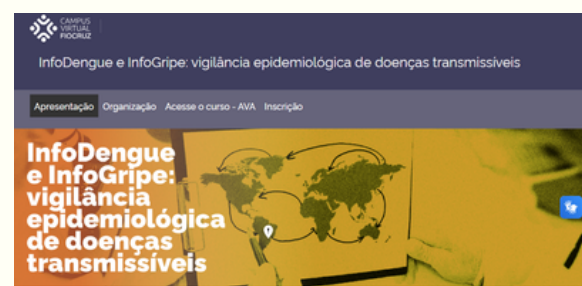 CAMPUS
VIRTUAL
FIOCRUZ
InfoDengue e InfoGripe: vigilância epidemiológica de doenças transmissíveis
Apresentação Organização Acesse o curso - AVA Inscrição
InfoDengue
e InfoGripe:
vigilância
epidemiológica
de doenças
transmissíveis